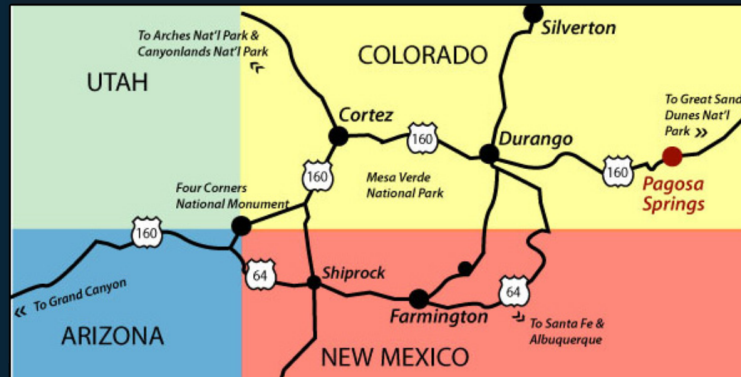 Silverton
To Arches Nat'l Park &
Canyonlands Nat'l Park
COLORADO
UTAH
To Great Sand
Dunes Nat'l
Park
Cortez
160
Durango
160
160
160
Mesa Verde
National Park
Pagosa
Springs
Four Corners
National Monument
160
64
Shiprock
64
To Grand Canyon
Farmington
To Santa Fe &
Albuquerque
ARIZONA
NEW MEXICO